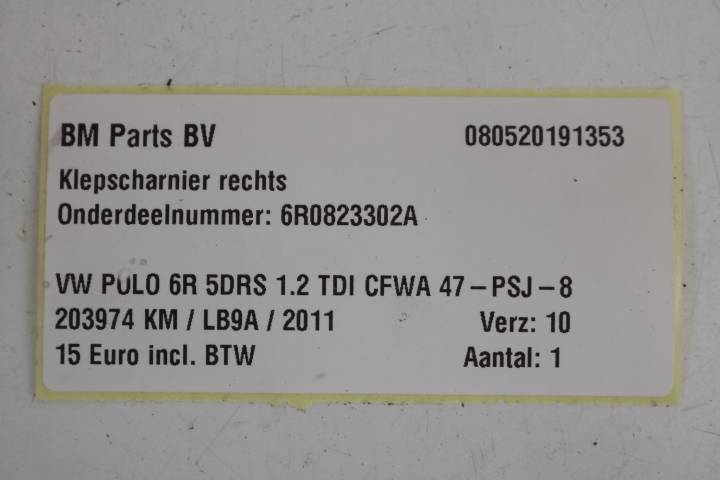 BM Parts BV 080520191353
Klepscharnier rechts
Onderdeelnummer: 6R0823302A
VW POLO 6R 5DRS 1.2 TDI CFWA 47-PSJ-8
203974 KM / LB9A / 2011 Verz: 10
15 Euro incl. BTW Aantal: 1